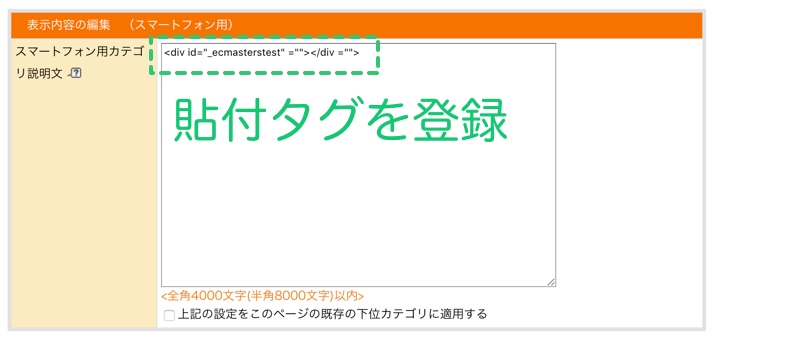 表示内容の編集 （スマートフォン用）
スマートフォン用カテゴ
リ説明文 ?
<div id="_ecmasterstest" =""></div ="">
貼付タグを登録
<全角4000文字(半角8000文字)以内>
上記の設定をこのページの既存の下位カテゴリに適用する